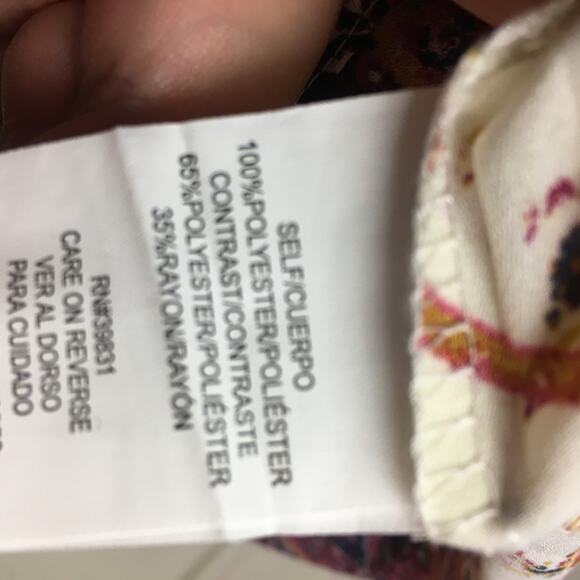 SELF/CUERPO
100%POLYESTER/POLIÉSTER
CONTRAST/CONTRASTE
65%POLYESTER/POLIÉSTER
35%RAYON/RAYÓN
RN#39631
CARE ON REVERSE
VER AL DORSO
PARA CUIDADO